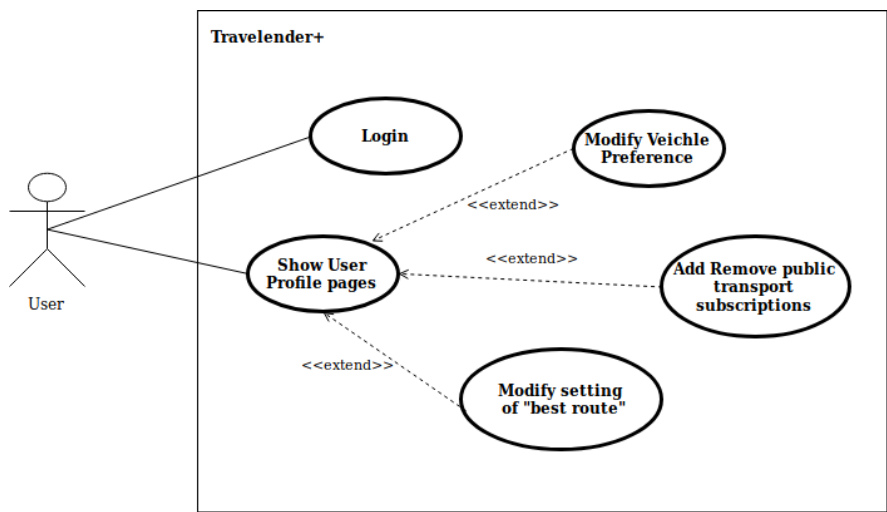 Travelender+
Login
Modify Veichle
Preference
<<extend>>
<<extend>>
Show User
Profile pages
Add Remove public
transport
subscriptions
User
<<extend>>
Modify setting
of "best route"